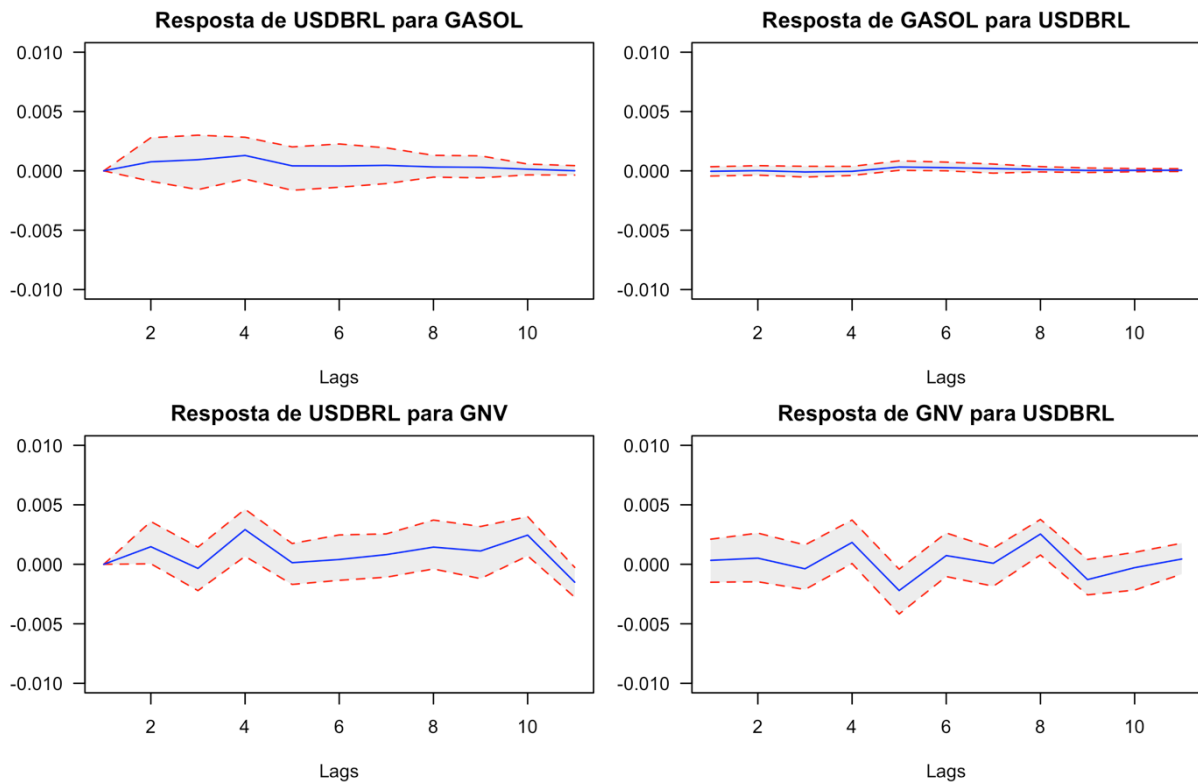 Resposta de USDBRL para GASOL
0.010
0.005
0.000
-0.005
-0.010
2 4 6 8 10
Lags
Resposta de GASOL para USDBRL
0.010
0.005
0.000
-0.005
-0.010
2 4 6 8 10
Lags
Resposta de USDBRL para GNV
0.010
0.005
0.000
-0.005
-0.010
2 4 6 8 10
Lags
Resposta de GNV para USDBRL
0.010
0.005
0.000
-0.005
-0.010
2 4 6 8 10
Lags